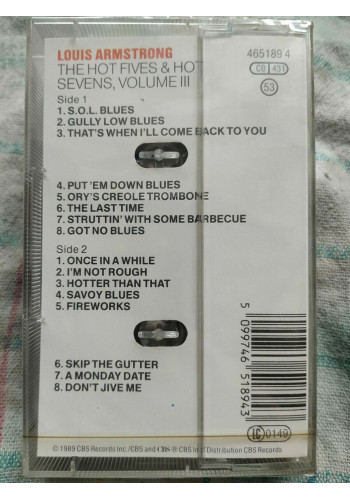 LOUIS ARMSTRONG
THE HOT FIVES & HOT
SEVENS, VOLUME III
465189 4
CB 431
53
Side 1
1. S.O.L. BLUES
2. GULLY LOW BLUES
3. THAT'S WHEN I'LL COME BACK TO YOU
4. PUT 'EM DOWN BLUES
5. ORY'S CREOLE TROMBONE
6. THE LAST TIME
7. STRUTTIN' WITH SOME BARBECUE
8. GOT NO BLUES
Side 2
1. ONCE IN A WHILE
2. I'M NOT ROUGH
3. HOTTER THAN THAT
4. SAVOY BLUES
5. FIREWORKS
6. SKIP THE GUTTER
7. A MONDAY DATE
8. DON'T JIVE ME
5 099746 518943
LC 0149
© 1989 CBS Records Inc./CBS and are ® CBS Inc./Distribution CBS Records